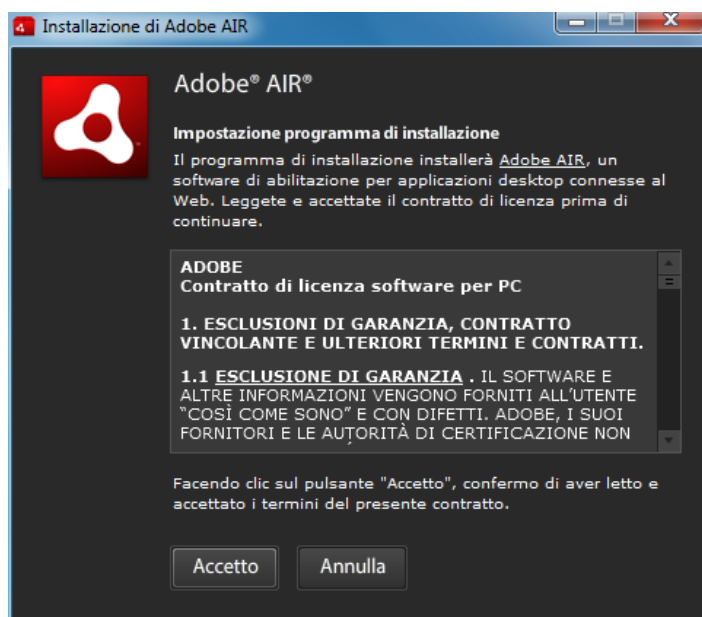 Installazione di Adobe AIR
Adobe® AIR®
Impostazione programma di installazione
Il programma di installazione installerà Adobe AIR, un
software di abilitazione per applicazioni desktop connesse al
Web. Leggete e accettate il contratto di licenza prima di
continuare.
ADOBE
Contratto di licenza software per PC
1. ESCLUSIONI DI GARANZIA, CONTRATTO
VINCOLANTE E ULTERIORI TERMINI E CONTRATTI.
1.1 ESCLUSIONE DI GARANZIA . IL SOFTWARE E
ALTRE INFORMAZIONI VENGONO FORNITI ALL'UTENTE
“COSÌ COME SONO” E CON DIFETTI. ADOBE, I SUOI
FORNITORI E LE AUTORITÀ DI CERTIFICAZIONE NON
Facendo clic sul pulsante "Accetto", confermo di aver letto e
accettato i termini del presente contratto.
Accetto
Annulla